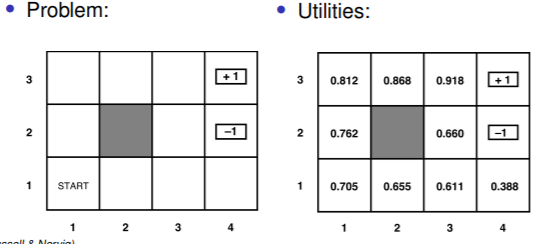 • Problem:
• Utilities:
3 + 1
2 −1
1 START
1 2 3 4
3 0.812 0.868 0.918 + 1
2 0.762 0.660 −1
1 0.705 0.655 0.611 0.388
1 2 3 4